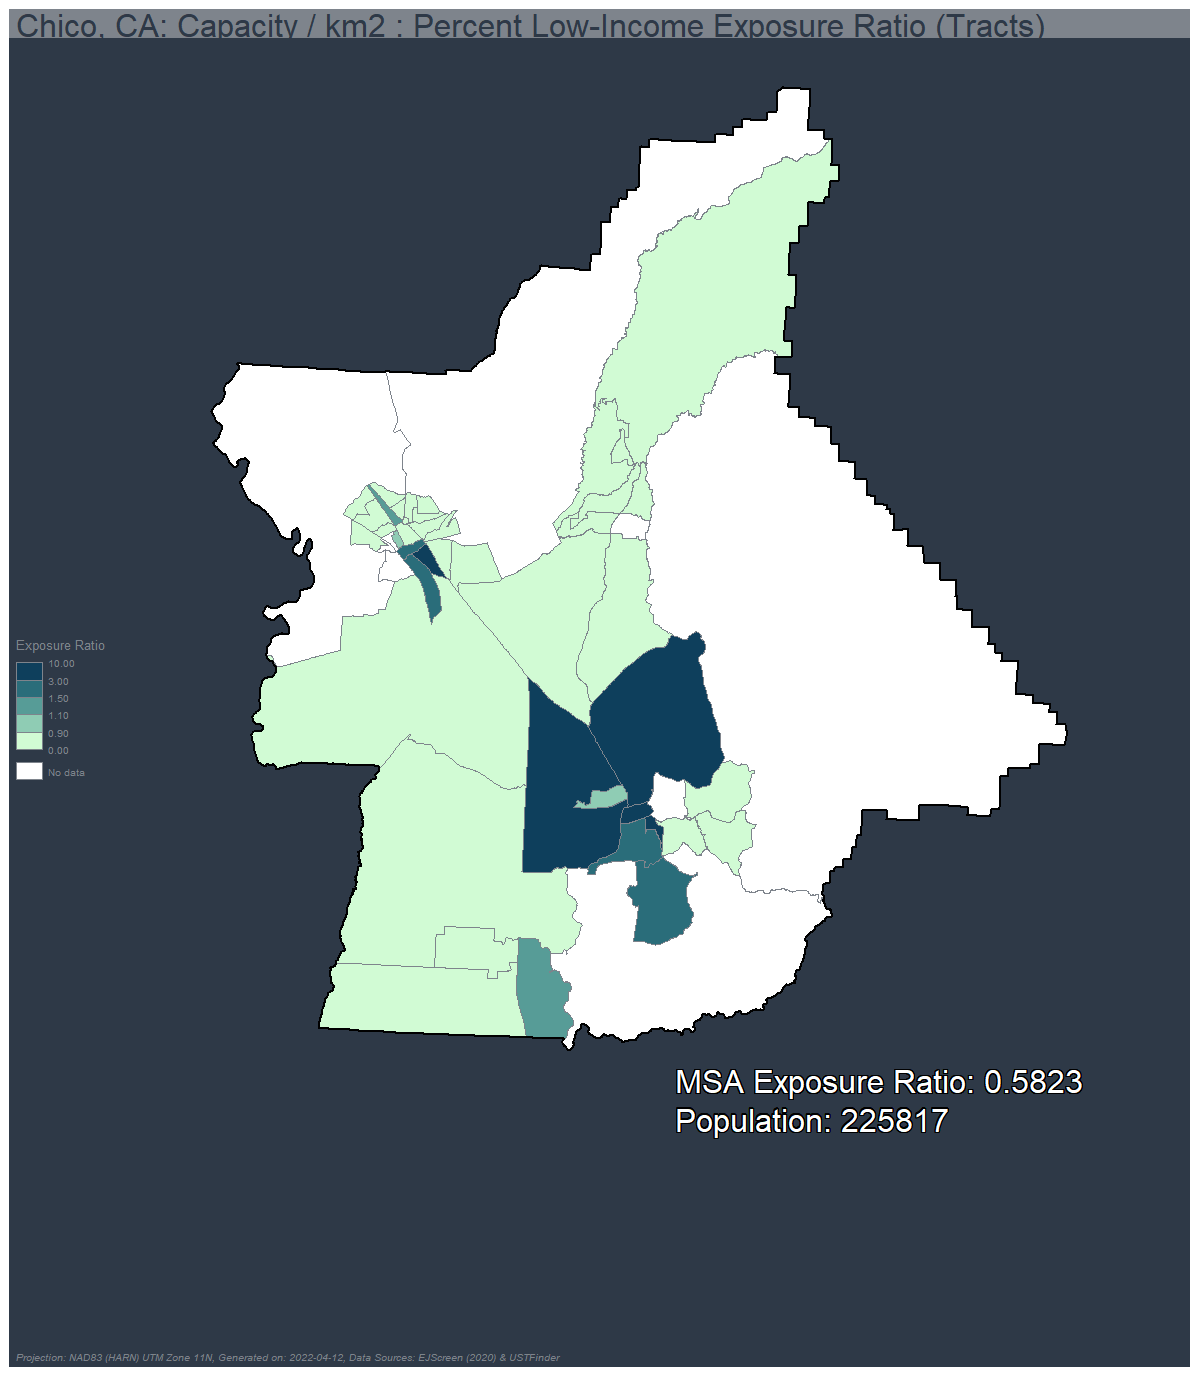 Chico, CA: Capacity / km2 : Percent Low-Income Exposure Ratio (Tracts)
Exposure Ratio
10.00
3.00
1.50
1.10
0.90
0.00
No data
MSA Exposure Ratio: 0.5823
Population: 225817
Projection: NAD83 (HARN) UTM Zone 11N, Generated on: 2022-04-12, Data Sources: EJScreen (2020) & USTFinder